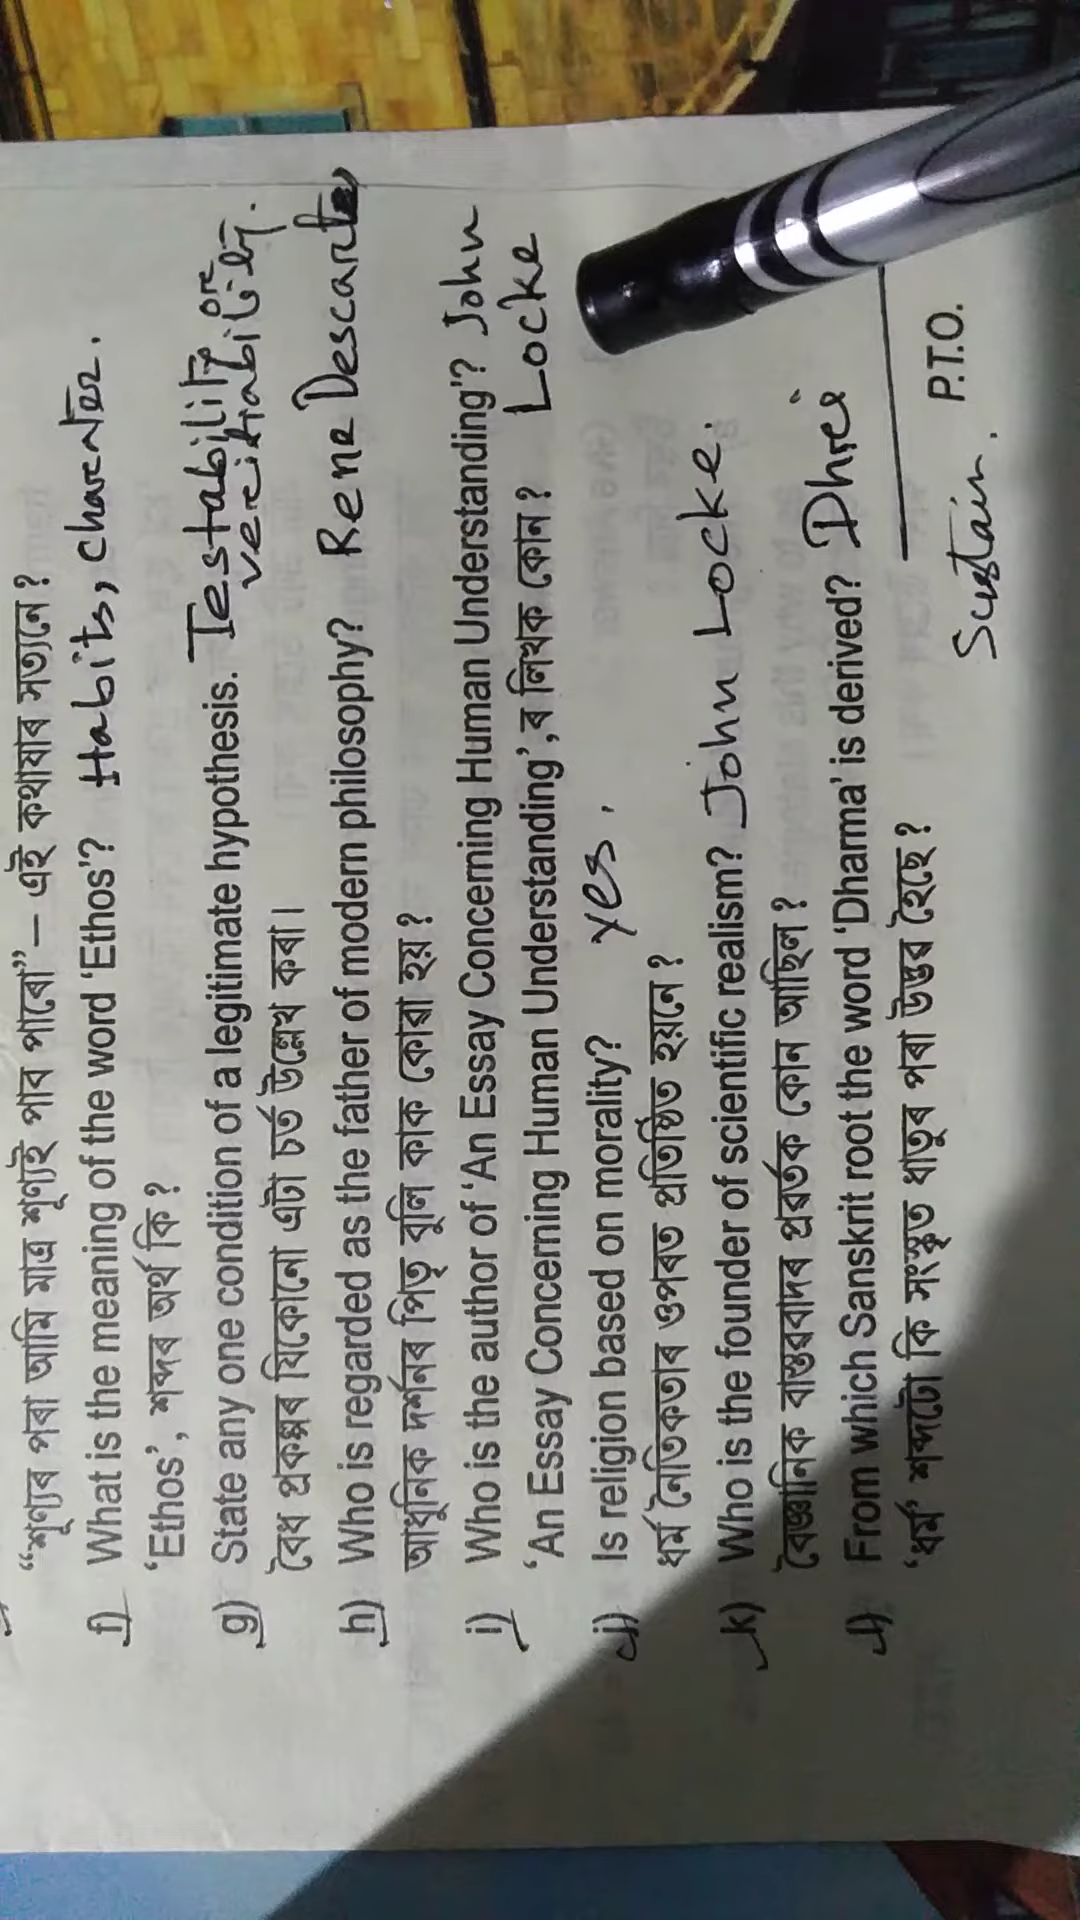 “শূণ্যৰ পৰা আমি মাত্ৰ শূণ্যই পাব পাৰো” – এই কথাষাৰ সত্যনে ?
f) What is the meaning of the word ‘Ethos’? Habits, character.
‘Ethos’, শব্দৰ অৰ্থ কি ?
g) State any one condition of a legitimate hypothesis. Testability or verifiability.
বৈধ প্ৰকল্পৰ যিকোনো এটা চৰ্ত উল্লেখ কৰা।
h) Who is regarded as the father of modern philosophy? Rene Descartes
আধুনিক দৰ্শনৰ পিতৃ বুলি কাক কোৱা হয় ?
i) Who is the author of ‘An Essay Concerning Human Understanding’? John Locke
‘An Essay Concerning Human Understanding’,ৰ লিখক কোন ?
j) Is religion based on morality? yes.
ধৰ্ম নৈতিকতাৰ ওপৰত প্ৰতিষ্ঠিত হয়নে ?
k) Who is the founder of scientific realism? John Locke.
বৈজ্ঞানিক বাস্তৱবাদৰ প্ৰৱৰ্তক কোন আছিল ?
l) From which Sanskrit root the word ‘Dharma’ is derived? Dhri
‘ধৰ্ম’ শব্দটো কি সংস্কৃত ধাতুৰ পৰা উদ্ভৱ হৈছে ?
Sustain.
P.T.O.